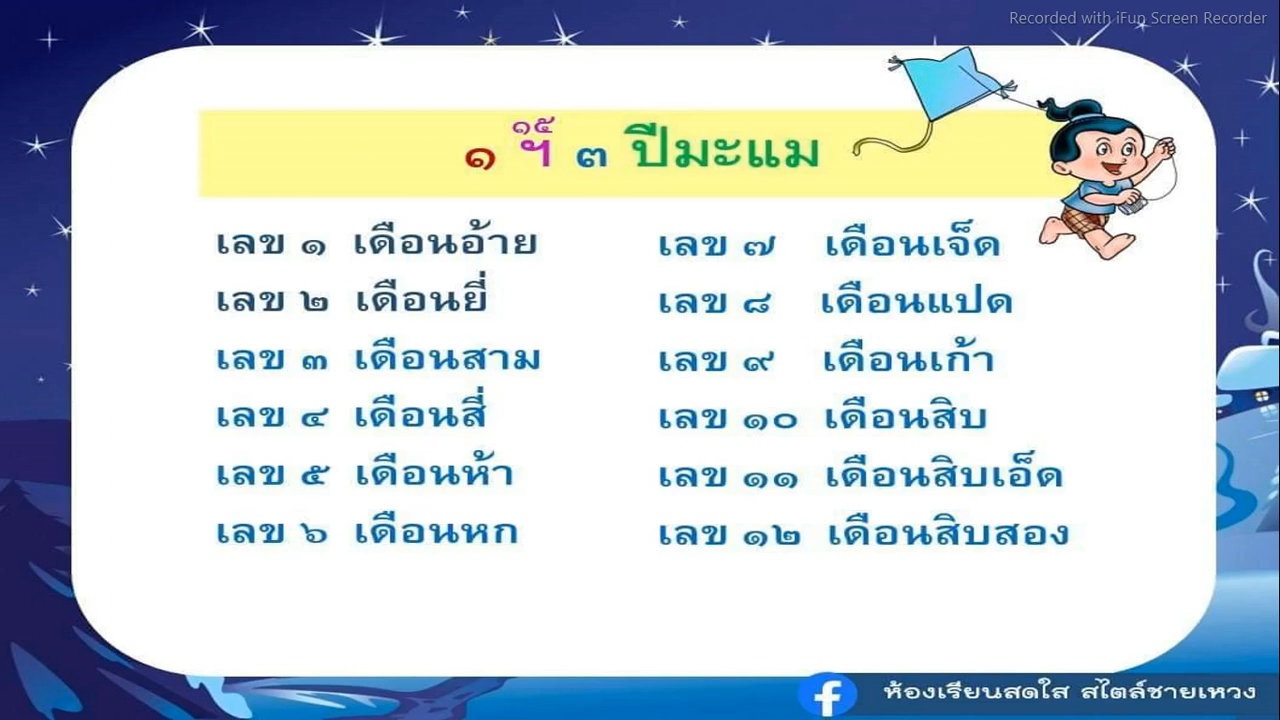 Recorded with iFun Screen Recorder
๑๕
๑ ฯ ๓ ปีมะแม
เลข ๑ เดือนอ้าย
เลข ๒ เดือนยี่
เลข ๓ เดือนสาม
เลข ๔ เดือนสี่
เลข ๕ เดือนห้า
เลข ๖ เดือนหก
เลข ๗ เดือนเจ็ด
เลข ๘ เดือนแปด
เลข ๙ เดือนเก้า
เลข ๑๐ เดือนสิบ
เลข ๑๑ เดือนสิบเอ็ด
เลข ๑๒ เดือนสิบสอง
ห้องเรียนสดใส สไตล์ชายเหวง